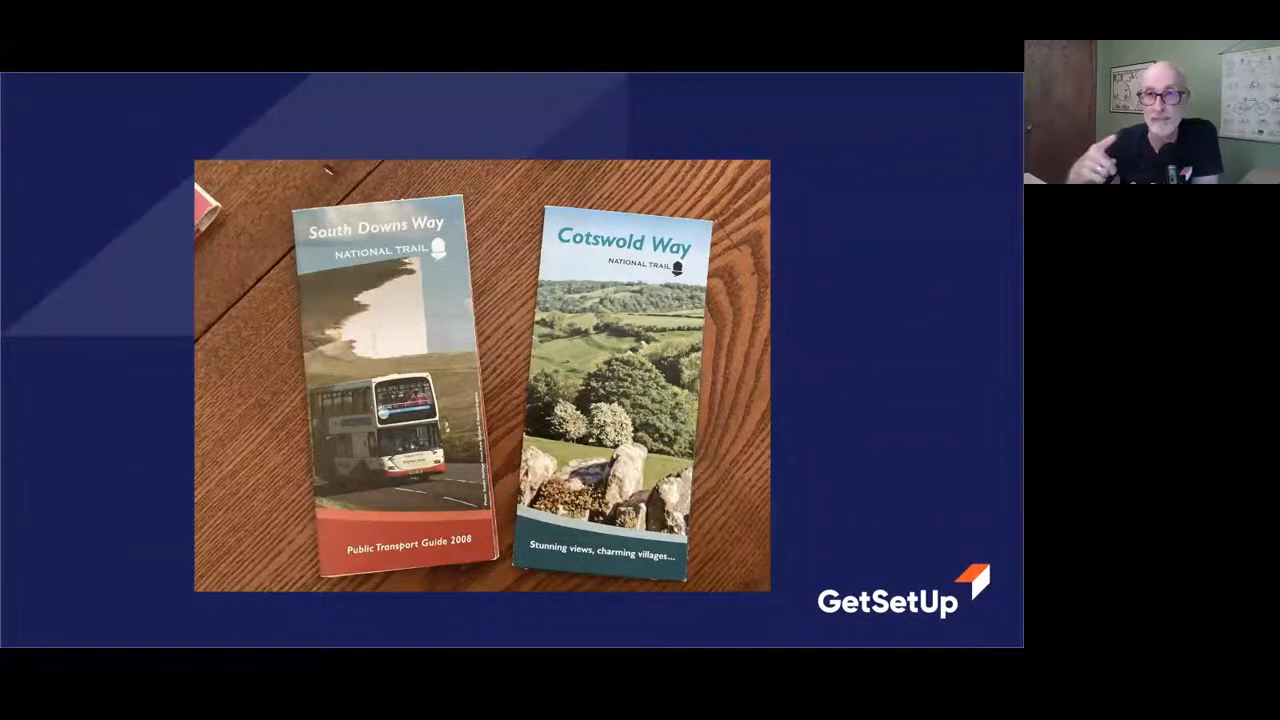 South Downs Way
NATIONAL TRAIL
Public Transport Guide 2008
Cotswold Way
NATIONAL TRAIL
Stunning views, charming villages...
GetSetUp